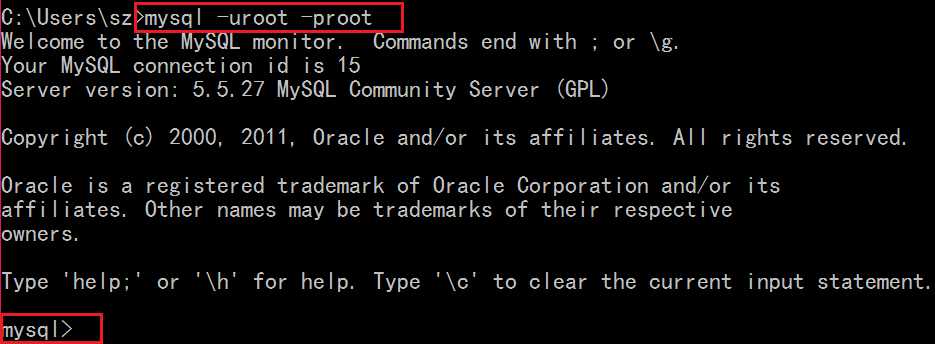 C:\Users\sz>mysql -uroot -proot
Welcome to the MySQL monitor.  Commands end with ; or \g.
Your MySQL connection id is 15
Server version: 5.5.27 MySQL Community Server (GPL)
Copyright (c) 2000, 2011, Oracle and/or its affiliates. All rights reserved.
Oracle is a registered trademark of Oracle Corporation and/or its
affiliates. Other names may be trademarks of their respective
owners.
Type 'help;' or '\h' for help. Type '\c' to clear the current input statement.
mysql>